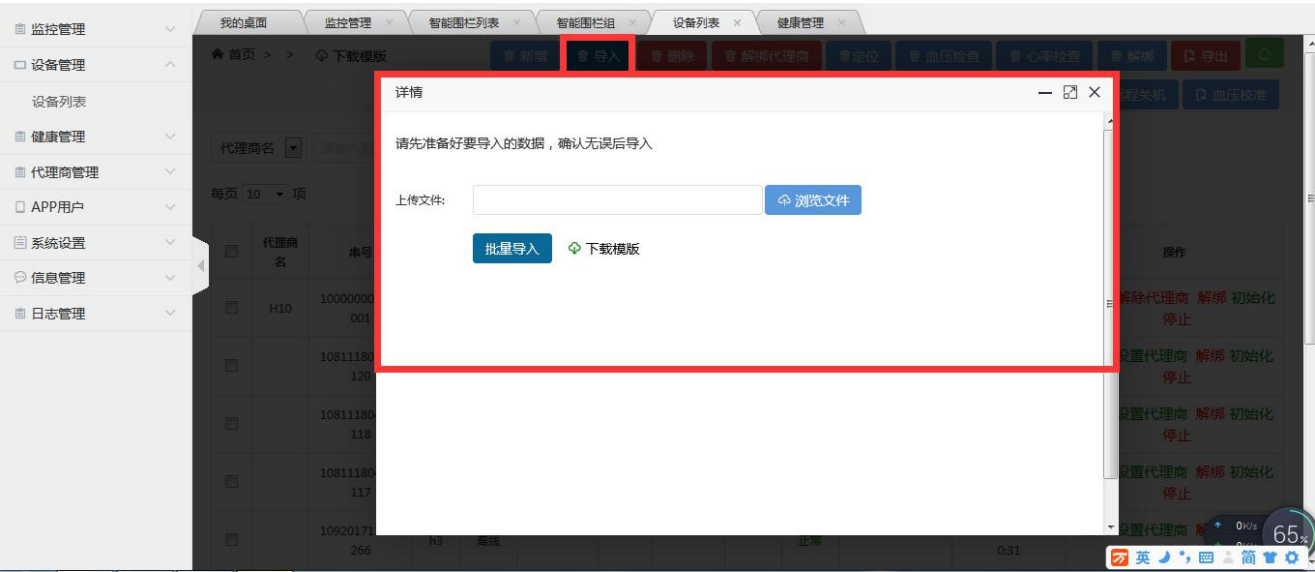 我的桌面 监控管理 × 智能围栏列表 × 智能围栏组 × 设备列表 × 健康管理 ×
监控管理
设备管理
设备列表
健康管理
代理商管理
APP用户
系统设置
信息管理
日志管理
首页 > > 下载模版 新增 导入 删除 解绑代理商 定位 血压检查 心率检查 解绑 导出
远程关机 血压校准
代理商名
每页 10 项
代理商名 串号 操作
详情
请先准备好要导入的数据，确认无误后导入
上传文件: 浏览文件
批量导入 下载模版
H10 10000000
001
解除代理商 解绑 初始化
停止
10811180
120
设置代理商 解绑 初始化
停止
10811180
118
设置代理商 解绑 初始化
停止
10811180
117
设置代理商 解绑 初始化
停止
10920171
266
h3 离线 正常 0:31
设置代理商
0K/s
65%
英 简